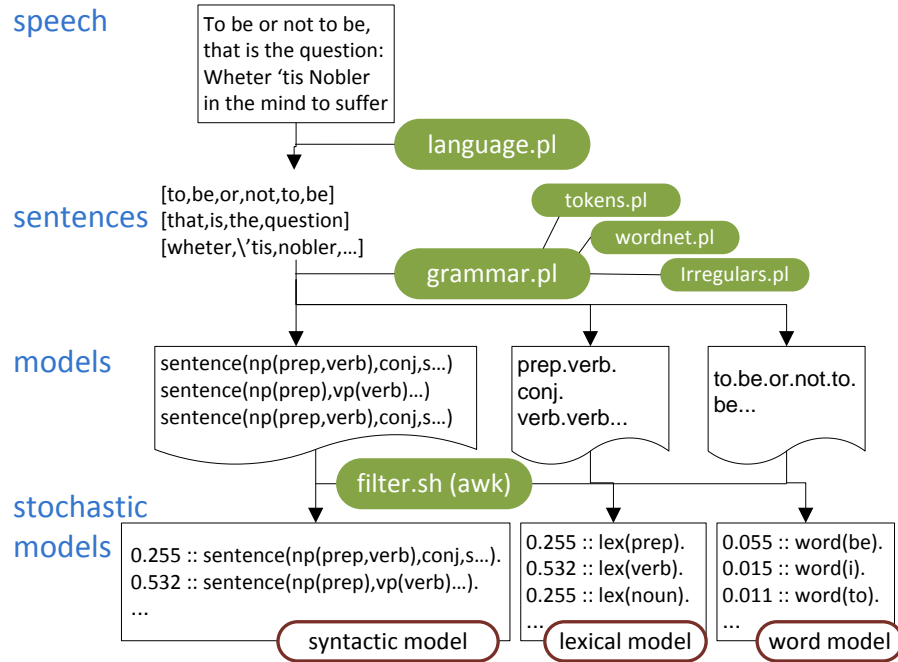 speech
To be or not to be,
that is the question:
Wheter ‘tis Nobler
in the mind to suffer
language.pl
sentences
[to,be,or,not,to,be]
[that,is,the,question]
[wheter,\’tis,nobler,...]
tokens.pl
wordnet.pl
grammar.pl
Irregulars.pl
models
sentence(np(prep,verb),conj,s...)
sentence(np(prep),vp(verb)...)
sentence(np(prep,verb),conj,s...)
prep.verb.
conj.
verb.verb...
to.be.or.not.to.
be...
filter.sh (awk)
stochastic
models
0.255 :: sentence(np(prep,verb),conj,s...).
0.532 :: sentence(np(prep),vp(verb)...).
...
syntactic model
0.255 :: lex(prep).
0.532 :: lex(verb).
0.255 :: lex(noun).
...
lexical model
0.055 :: word(be).
0.015 :: word(i).
0.011 :: word(to).
...
word model